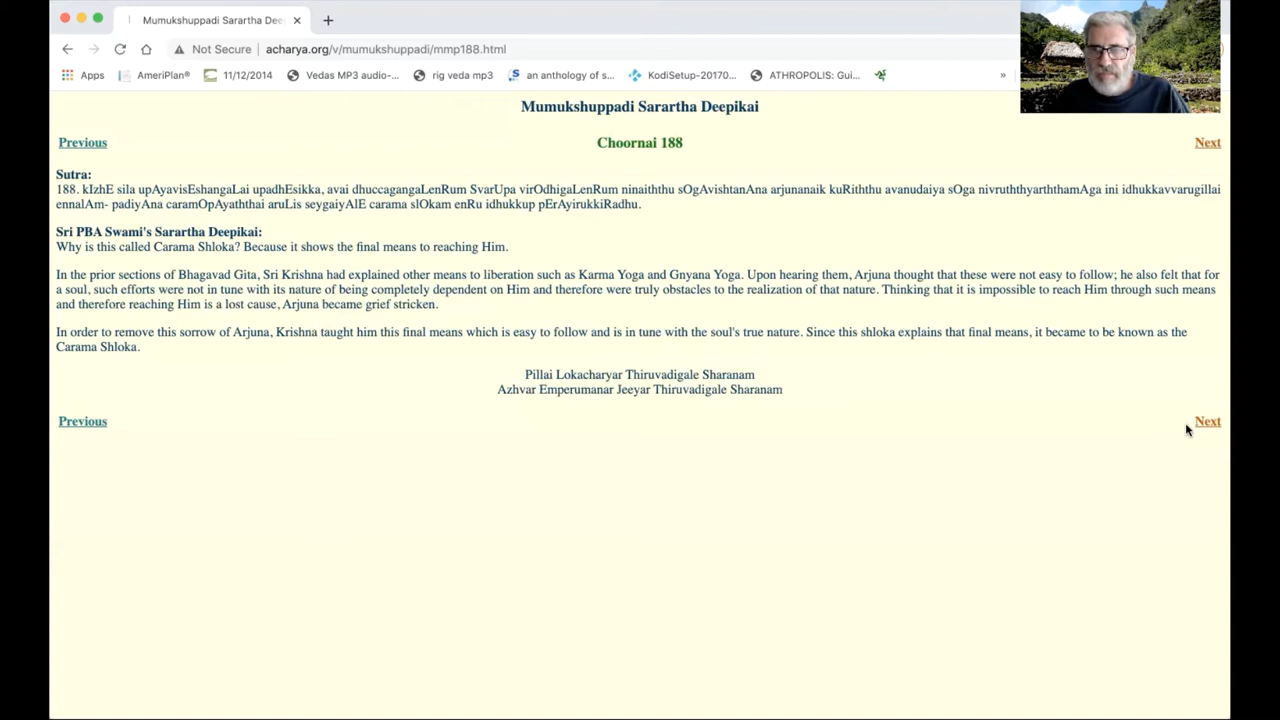 Mumukshuppadi Sarartha Dee
Not Secure | acharya.org/v/mumukshuppadi/mmp188.html
Apps AmeriPlan® 11/12/2014 Vedas MP3 audio-... rig veda mp3 an anthology of s... KodiSetup-20170... ATHROPOLIS: Gui... »
Mumukshuppadi Sarartha Deepikai
Previous Choornai 188 Next
Sutra:
188. kIzhE sila upAyavisEshangaLai upadhEsikka, avai dhuccagangaLenRum SvarUpa virOdhigaLenRum ninaiththu sOgAvishtanAna arjunanaik kuRiththu avanudaiya sOga nivruththyarththamAga ini idhukkavvarugillai
ennalAm- padiyAna caramOpAyaththai aruLis seygaiyAlE carama slOkam enRu idhukkup pErAyirukkiRadhu.
Sri PBA Swami's Sarartha Deepikai:
Why is this called Carama Shloka? Because it shows the final means to reaching Him.
In the prior sections of Bhagavad Gita, Sri Krishna had explained other means to liberation such as Karma Yoga and Gnyana Yoga. Upon hearing them, Arjuna thought that these were not easy to follow; he also felt that for
a soul, such efforts were not in tune with its nature of being completely dependent on Him and therefore were truly obstacles to the realization of that nature. Thinking that it is impossible to reach Him through such means
and therefore reaching Him is a lost cause, Arjuna became grief stricken.
In order to remove this sorrow of Arjuna, Krishna taught him this final means which is easy to follow and is in tune with the soul's true nature. Since this shloka explains that final means, it became to be known as the
Carama Shloka.
Pillai Lokacharyar Thiruvadigale Sharanam
Azhvar Emperumanar Jeeyar Thiruvadigale Sharanam
Previous Next